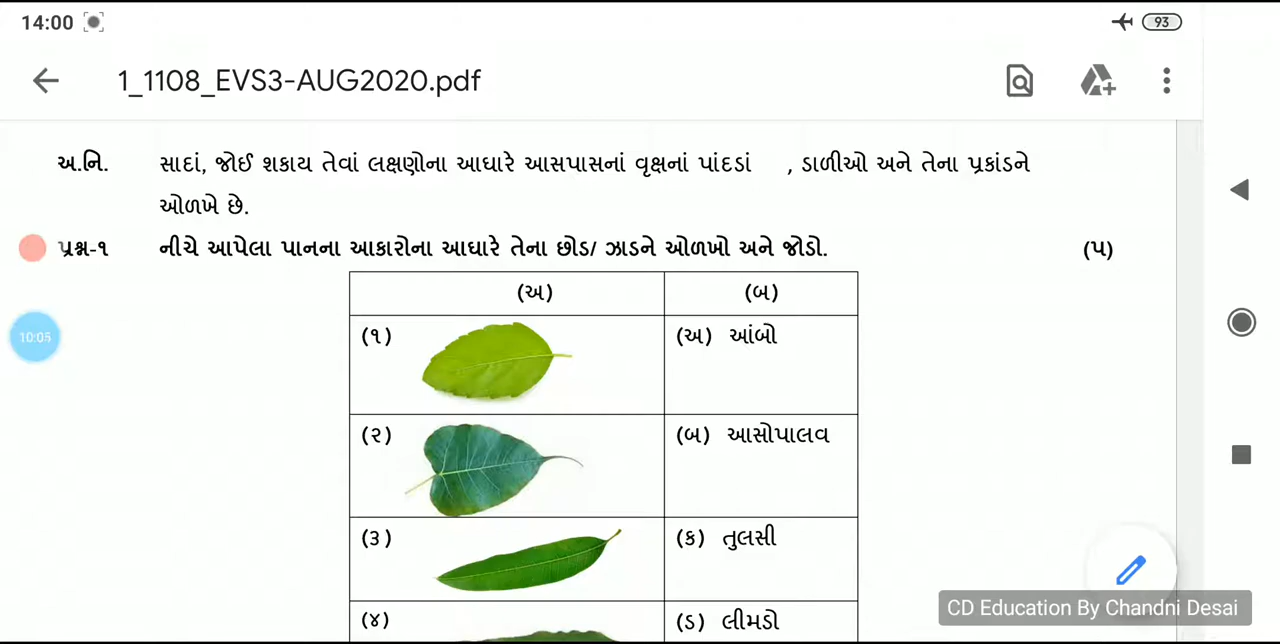 14:00
93
1_1108_EVS3-AUG2020.pdf
અ.નિ. સાદાં, જોઈ શકાય તેવાં લક્ષણોના આધારે આસપાસનાં વૃક્ષનાં પાંદડાં , ડાળીઓ અને તેના પ્રકાંડને
ઓળખે છે.
પ્રશ્ન-૧ નીચે આપેલા પાનના આકારોના આધારે તેના છોડ/ ઝાડને ઓળખો અને જોડો. (૫)
10:05
(અ) (બ)
(૧) (અ) આંબો
(૨) (બ) આસોપાલવ
(૩) (ક) તુલસી
(૪) (ડ) લીમડો
CD Education By Chandni Desai